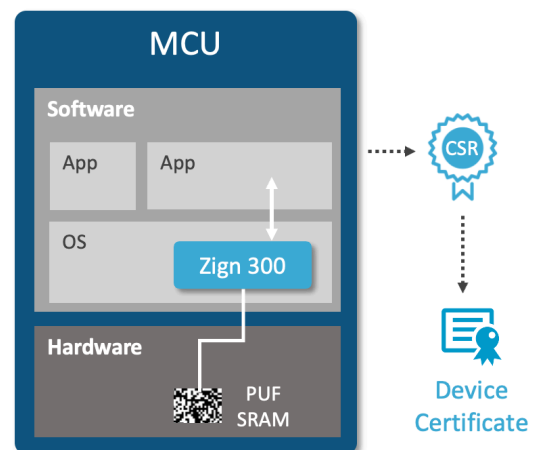 MCU
Software
App
App
CSR
OS
Zign 300
Hardware
PUF
SRAM
Device
Certificate